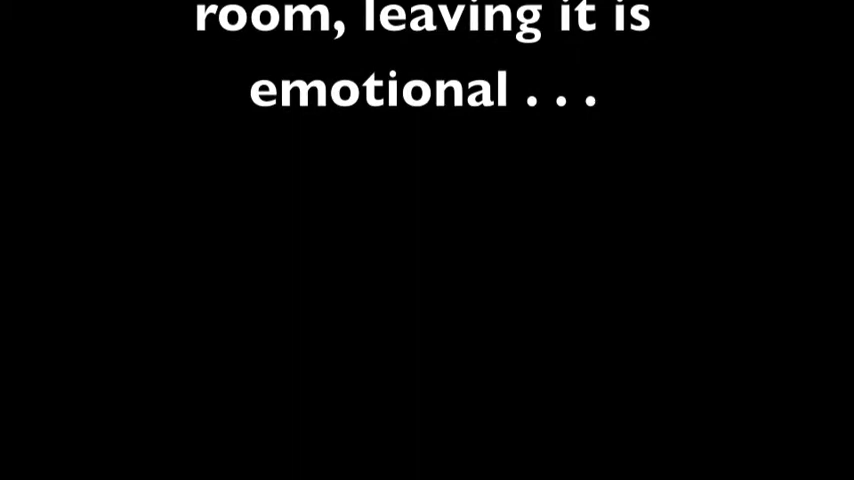 room, leaving it is
emotional . . .